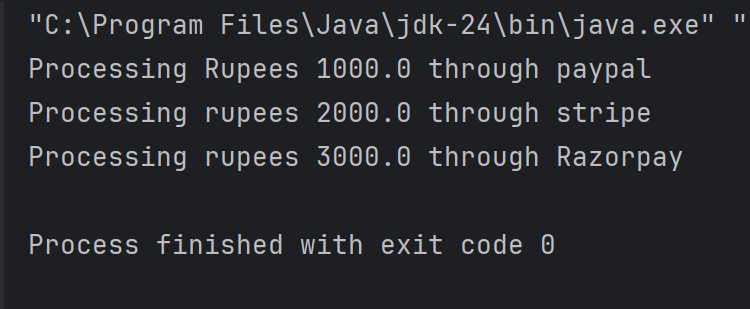 "C:\Program Files\Java\jdk-24\bin\java.exe" "
Processing Rupees 1000.0 through paypal
Processing rupees 2000.0 through stripe
Processing rupees 3000.0 through Razorpay
Process finished with exit code 0